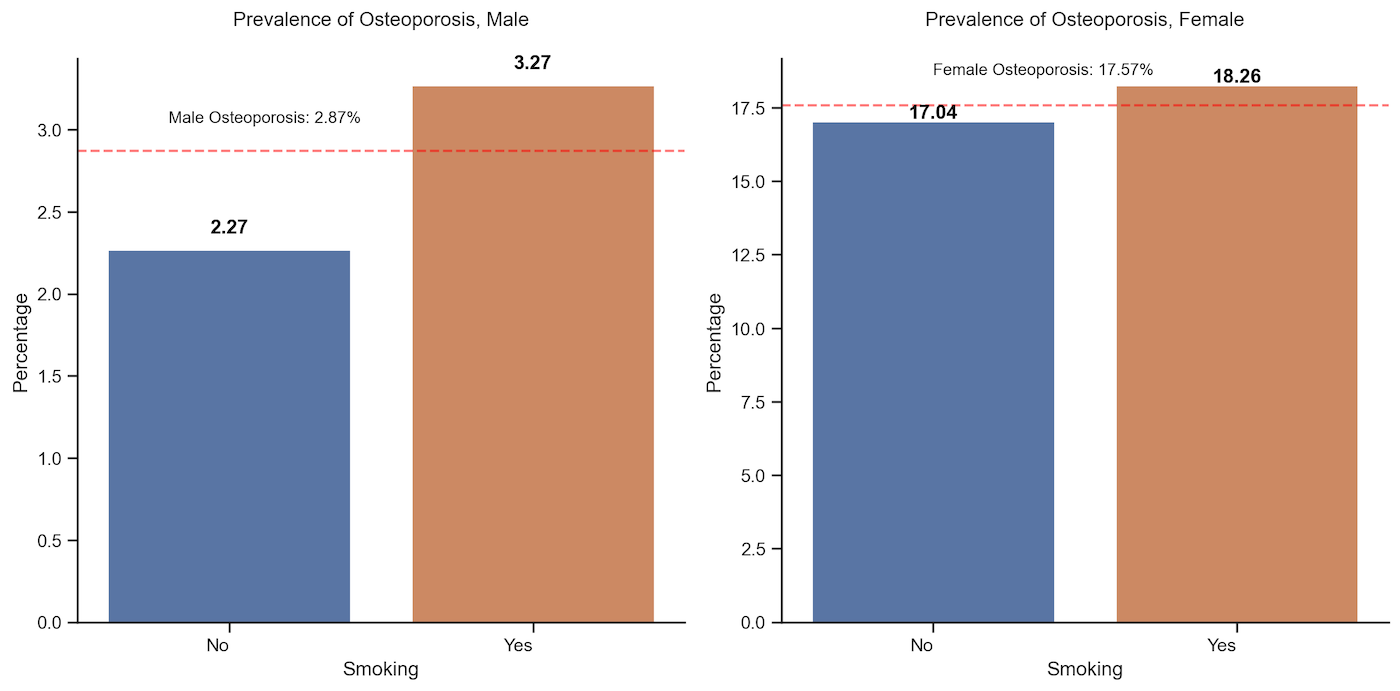 Prevalence of Osteoporosis, Male
3.27
Male Osteoporosis: 2.87%
2.27
3.0
2.5
2.0
1.5
1.0
0.5
0.0
Percentage
No
Yes
Smoking
Prevalence of Osteoporosis, Female
Female Osteoporosis: 17.57%
18.26
17.04
17.5
15.0
12.5
10.0
7.5
5.0
2.5
0.0
Percentage
No
Yes
Smoking